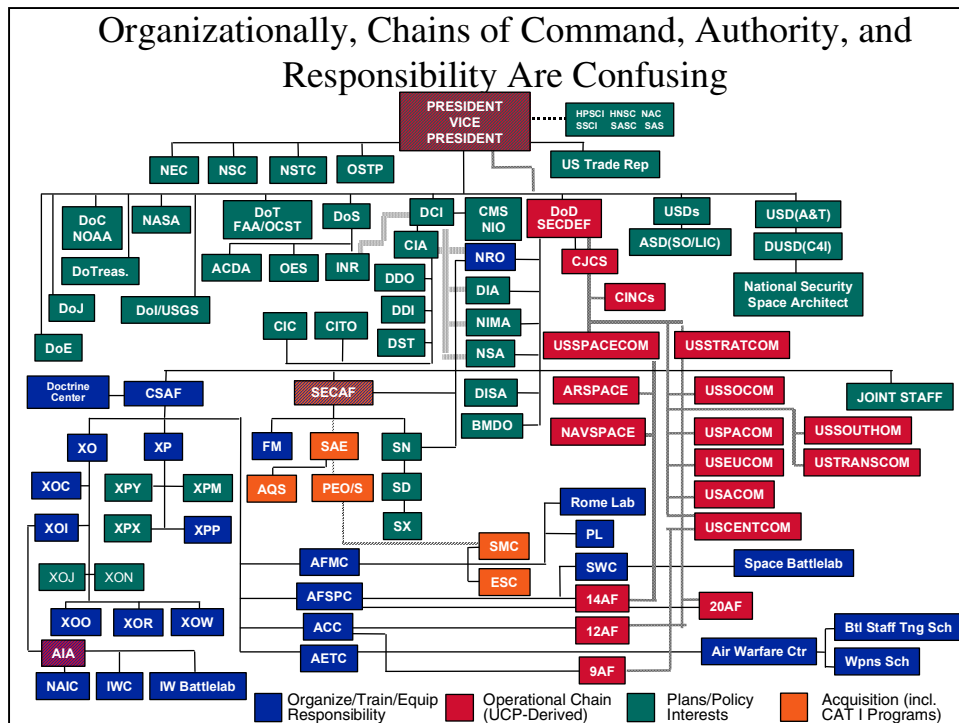 Organizationally, Chains of Command, Authority, and
Responsibility Are Confusing
PRESIDENT
VICE
PRESIDENT
HPSCI HNSC NAC
SSCI SASC SAS
NEC
NSC
NSTC
OSTP
US Trade Rep
DoC
NOAA
NASA
DoT
FAA/OCST
DoS
DCI
CMS
NIO
DoD
SECDEF
USDs
USD(A&T)
DoTreas.
ACDA
OES
INR
CIA
NRO
CJCS
ASD(SO/LIC)
DUSD(C4I)
DDO
DIA
CINCs
National Security
Space Architect
DoJ
DoI/USGS
DDI
NIMA
CIC
CITO
DoE
DST
NSA
USSPACECOM
USSTRATCOM
Doctrine
Center
CSAF
SECAF
DISA
ARSPACE
USSOCOM
JOINT STAFF
BMDO
NAVSPACE
USPACOM
USSOUTHOM
XO
XP
FM
SAE
SN
USEUCOM
USTRANSCOM
XOC
XPY
XPM
AQS
PEO/S
SD
USACOM
XOI
XPX
XPP
SX
Rome Lab
USCENTCOM
PL
SMC
XOJ
XON
AFMC
SWC
Space Battlelab
ESC
AFSPC
14AF
20AF
XOO
XOR
XOW
ACC
12AF
Btl Staff Tng Sch
AIA
AETC
Air Warfare Ctr
9AF
Wpns Sch
NAIC
IWC
IW Battlelab
Organize/Train/Equip
Responsibility
Operational Chain
(UCP-Derived)
Plans/Policy
Interests
Acquisition (incl.
CAT I Programs)